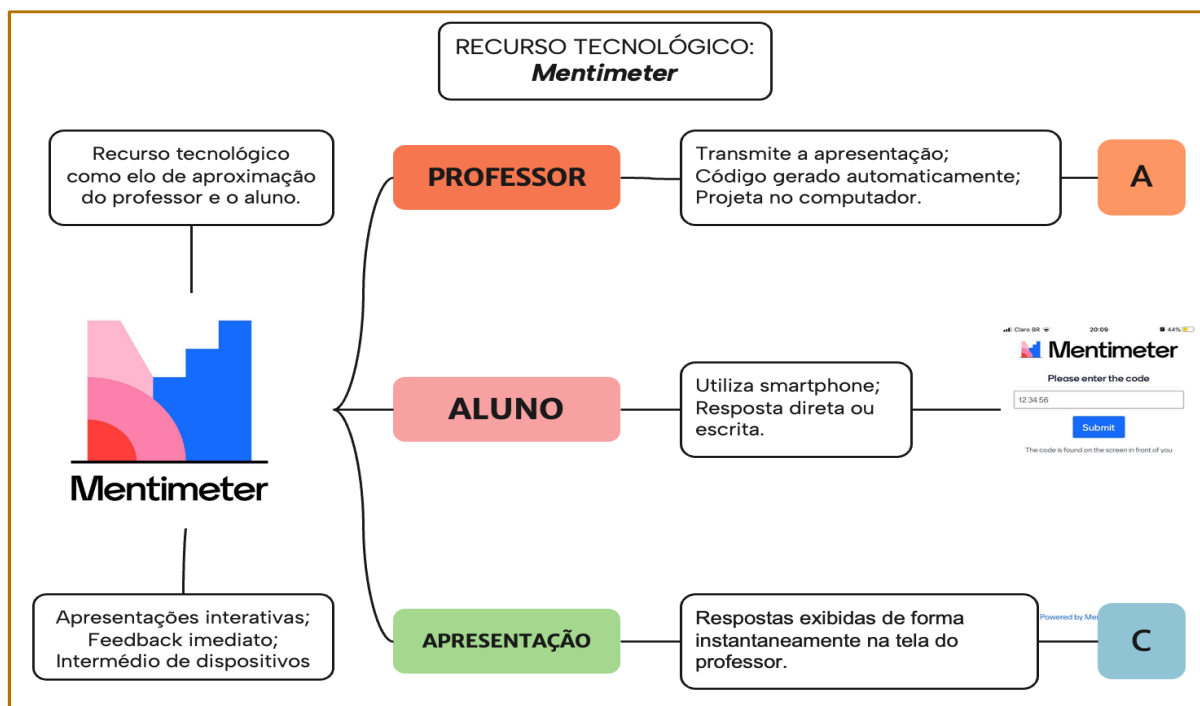 RECURSO TECNOLÓGICO:
Mentimeter
Recurso tecnológico
como elo de aproximação
do professor e o aluno.
PROFESSOR
Transmite a apresentação;
Código gerado automaticamente;
Projeta no computador.
A
Mentimeter
ALUNO
Utiliza smartphone;
Resposta direta ou
escrita.
Claro BR
20:09
44%
Mentimeter
Please enter the code
12 34 56
Submit
The code is found on the screen in front of you
Apresentações interativas;
Feedback imediato;
Intermédio de dispositivos
APRESENTAÇÃO
Respostas exibidas de forma
instantaneamente na tela do
professor.
Powered by Me
C